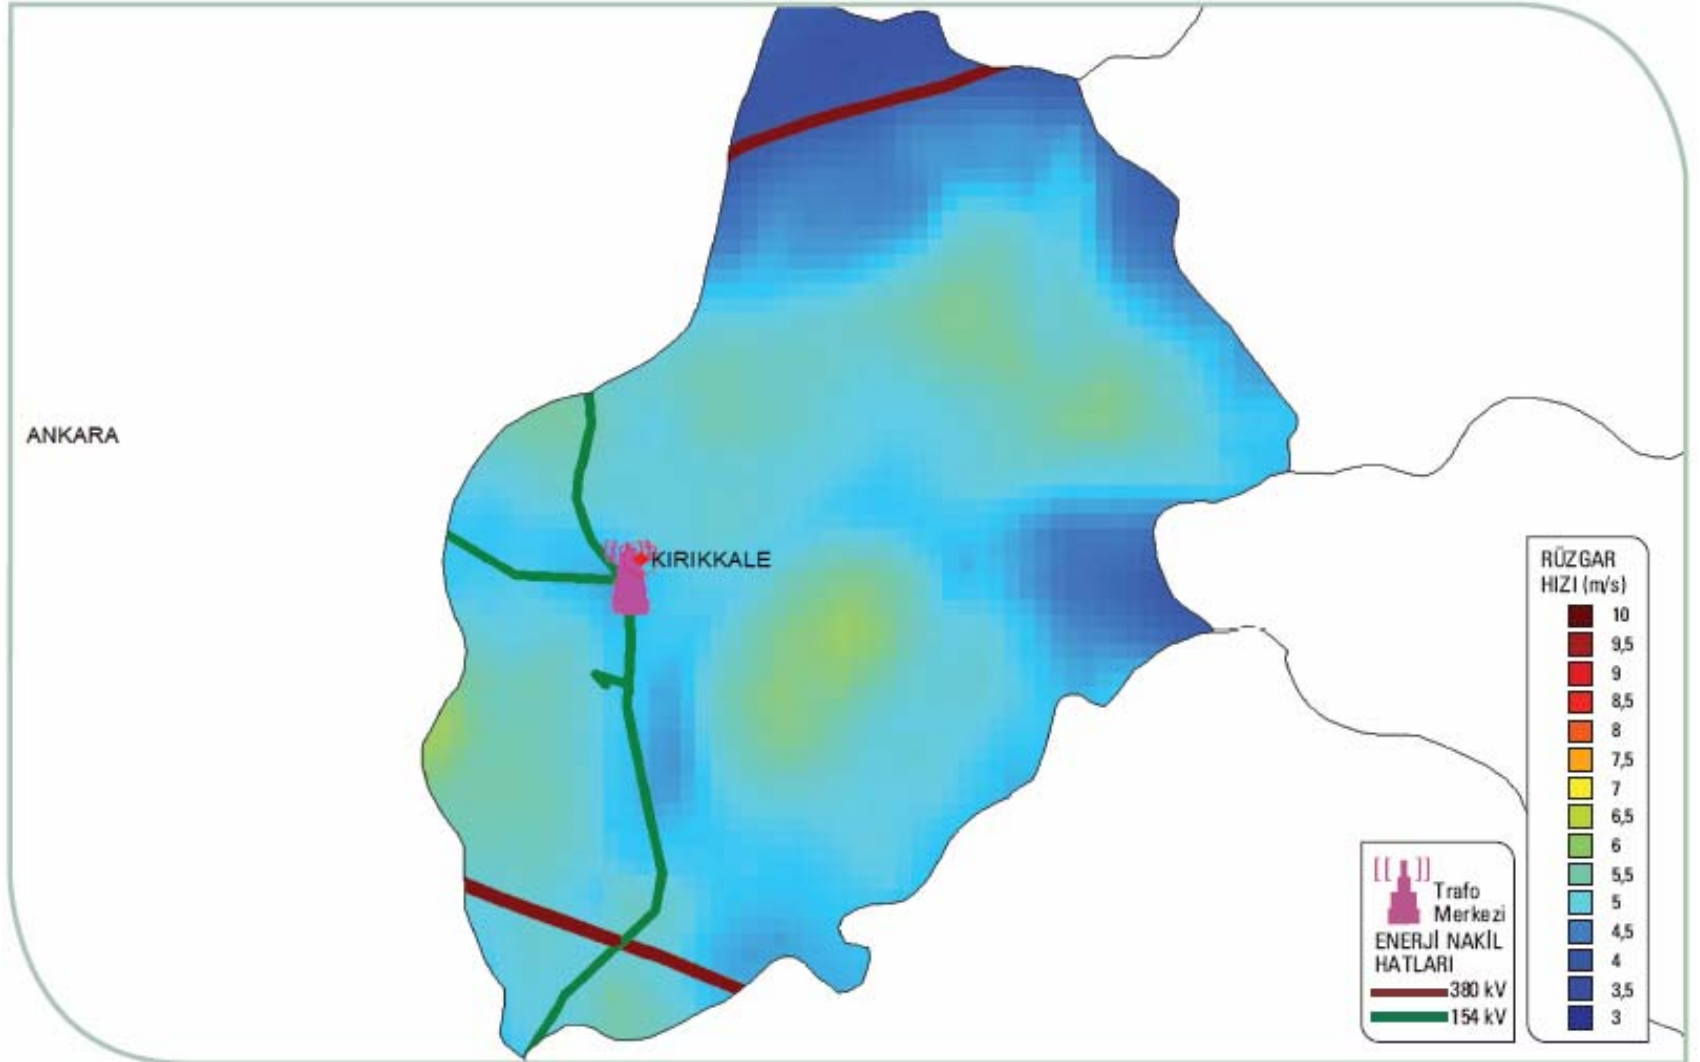 ANKARA
KIRIKKALE
RÜZGAR
HIZI (m/s)
10
9,5
9
8,5
8
7,5
7
6,5
6
5,5
5
4,5
4
3,5
3
Trafo
Merkezi
ENERJİ NAKİL
HATLARI
380 kV
154 kV